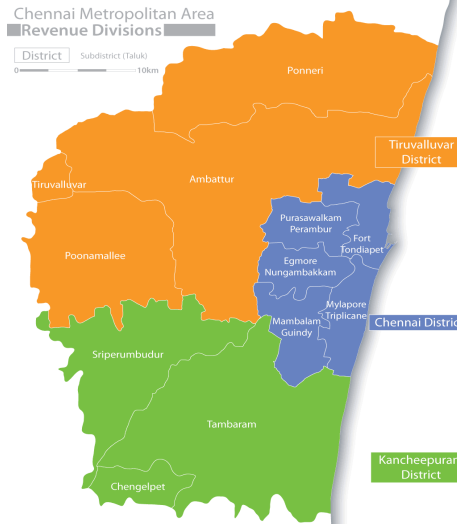 Chennai Metropolitan Area
Revenue Divisions
District
Subdistrict (Taluk)
0
10km
Ponneri
Tiruvalluvar
District
Tiruvalluvar
Ambattur
Purasawalkam
Perambur
Fort
Tondiapet
Poonamallee
Egmore
Nungambakkam
Mylapore
Triplicane
Mambalam
Guindy
Chennai Distric
Sriperumbudur
Tambaram
Kancheepuram
District
Chengelpet